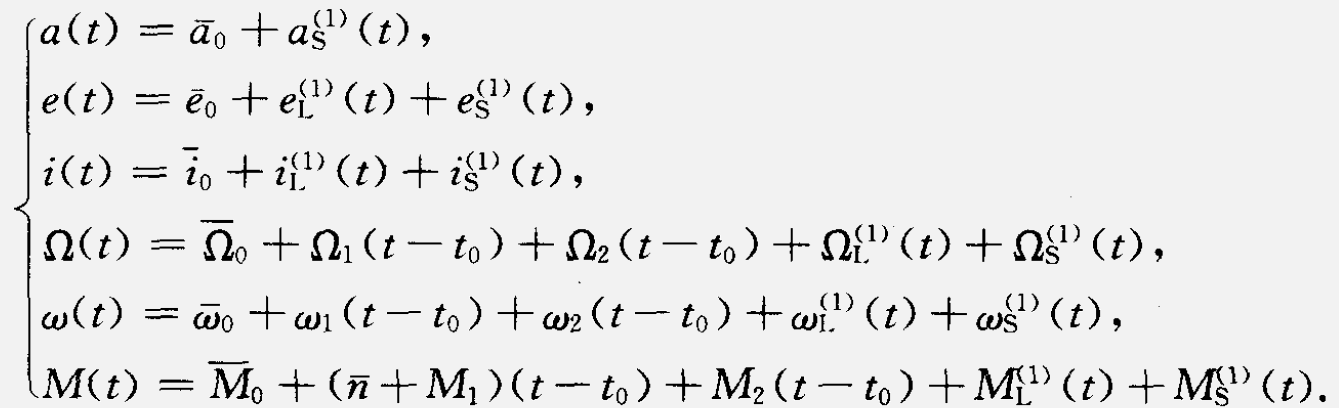 a(t) = ā₀ + a_S^(1)(t),
e(t) = ē₀ + e_L^(1)(t) + e_S^(1)(t),
i(t) = ī₀ + i_L^(1)(t) + i_S^(1)(t),
Ω(t) = Ω̄₀ + Ω₁(t − t₀) + Ω₂(t − t₀) + Ω_L^(1)(t) + Ω_S^(1)(t),
ω(t) = ω̄₀ + ω₁(t − t₀) + ω₂(t − t₀) + ω_L^(1)(t) + ω_S^(1)(t),
M(t) = M̄₀ + (n̄ + M₁)(t − t₀) + M₂(t − t₀) + M_L^(1)(t) + M_S^(1)(t).